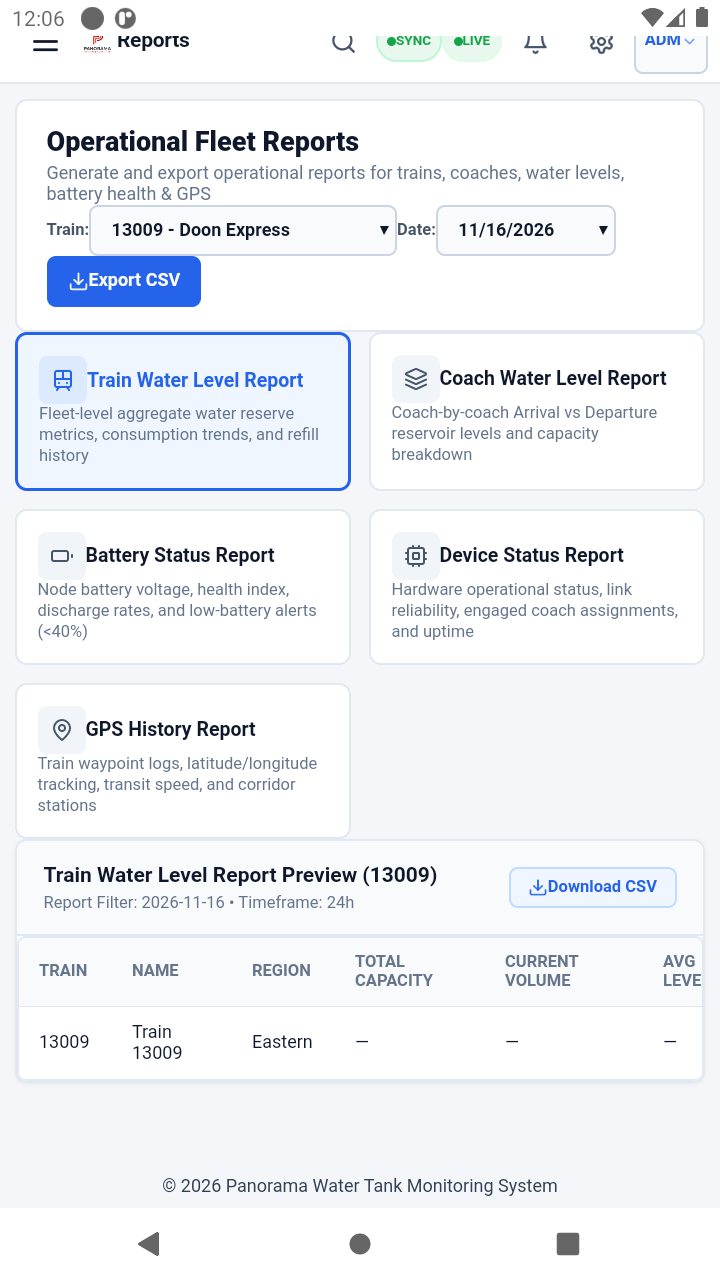 12:06
PANORAMA
Reports
SYNC
LIVE
ADM
Operational Fleet Reports
Generate and export operational reports for trains, coaches, water levels,
battery health & GPS
Train: 13009 - Doon Express ▼ Date: 11/16/2026 ▼
Export CSV
Train Water Level Report
Fleet-level aggregate water reserve
metrics, consumption trends, and refill
history
Coach Water Level Report
Coach-by-coach Arrival vs Departure
reservoir levels and capacity
breakdown
Battery Status Report
Node battery voltage, health index,
discharge rates, and low-battery alerts
(<40%)
Device Status Report
Hardware operational status, link
reliability, engaged coach assignments,
and uptime
GPS History Report
Train waypoint logs, latitude/longitude
tracking, transit speed, and corridor
stations
Train Water Level Report Preview (13009)
Report Filter: 2026-11-16 • Timeframe: 24h
Download CSV
TRAIN NAME REGION TOTAL CAPACITY CURRENT VOLUME AVG LEVE
13009 Train 13009 Eastern — — —
© 2026 Panorama Water Tank Monitoring System